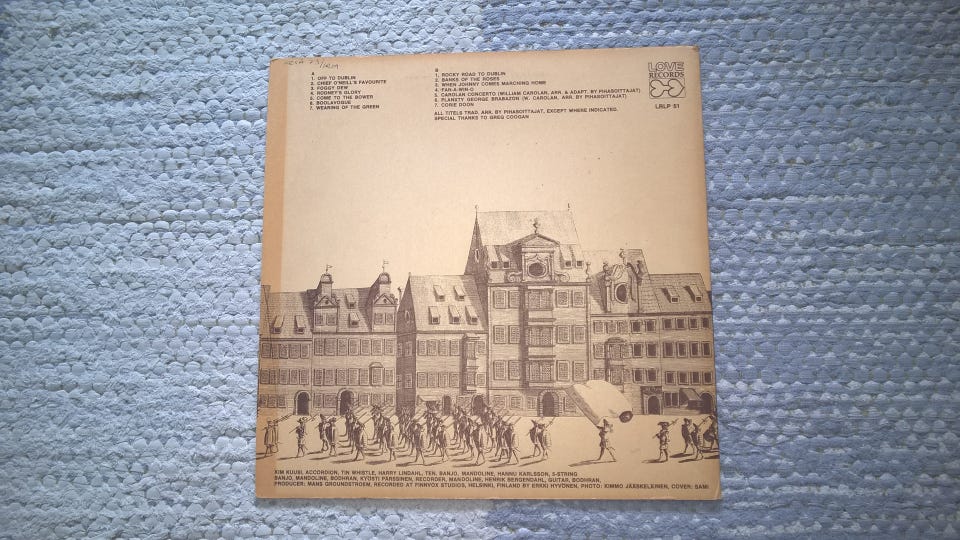 A
1. OFF TO DUBLIN
2. CHIEF O'NEILL'S FAVOURITE
3. FOGGY DEW
4. RODNEY'S GLORY
5. COME TO THE BOWER
6. BOOLAVOGUE
7. WEARING OF THE GREEN
B
1. ROCKY ROAD TO DUBLIN
2. BANKS OF THE ROSES
3. WHEN JOHNNY COMES MARCHING HOME
4. FAR-A-WIN-O
5. CAROLAN CONCERTO (WILLIAM CAROLAN, ARR. & ADAPT. BY PIHASOITTAJAT)
6. PLANXTY GEORGE BRABAZON (W. CAROLAN, ARR. BY PIHASOITTAJAT)
7. CORIE DOON
ALL TITELS TRAD, ARR. BY PIHASOITTAJAT, EXCEPT WHERE INDICATED.
SPECIAL THANKS TO GREG COOGAN
LOVE
RECORDS
LRLP 51
KIM KUUSI, ACCORDION, TIN WHISTLE, HARRY LINDAHL, TEN. BANJO, MANDOLINE, HANNU KARLSSON, 5-STRING
BANJO, MANDOLINE, BODHRAN, KYÖSTI PÄRSSINEN, RECORDER, MANDOLINE, HENRIK BERGENDAHL, GUITAR, BODHRAN,
PRODUCER: MÅNS GROUNDSTROEM, RECORDED AT FINNVOX STUDIOS, HELSINKI, FINLAND BY ERKKI HYVÖNEN, PHOTO: KIMMO JÄÄSKELÄINEN, COVER: SAMI